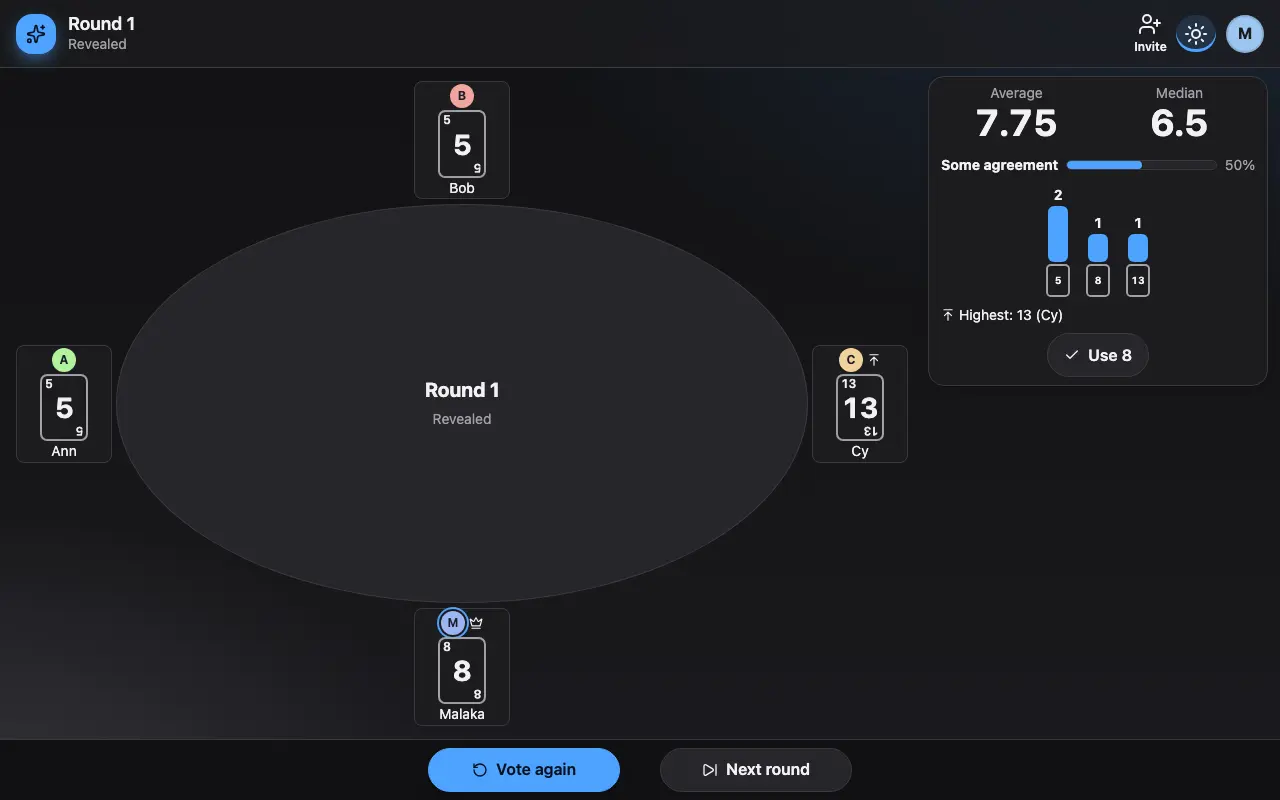 Round 1
Revealed
Invite
M
B
5
5
5
Bob
A
5
5
5
Ann
Round 1
Revealed
C
13
13
13
Cy
M
8
8
8
Malaka
Average
7.75
Median
6.5
Some agreement 50%
2
1
1
5
8
13
Highest: 13 (Cy)
Use 8
Vote again
Next round